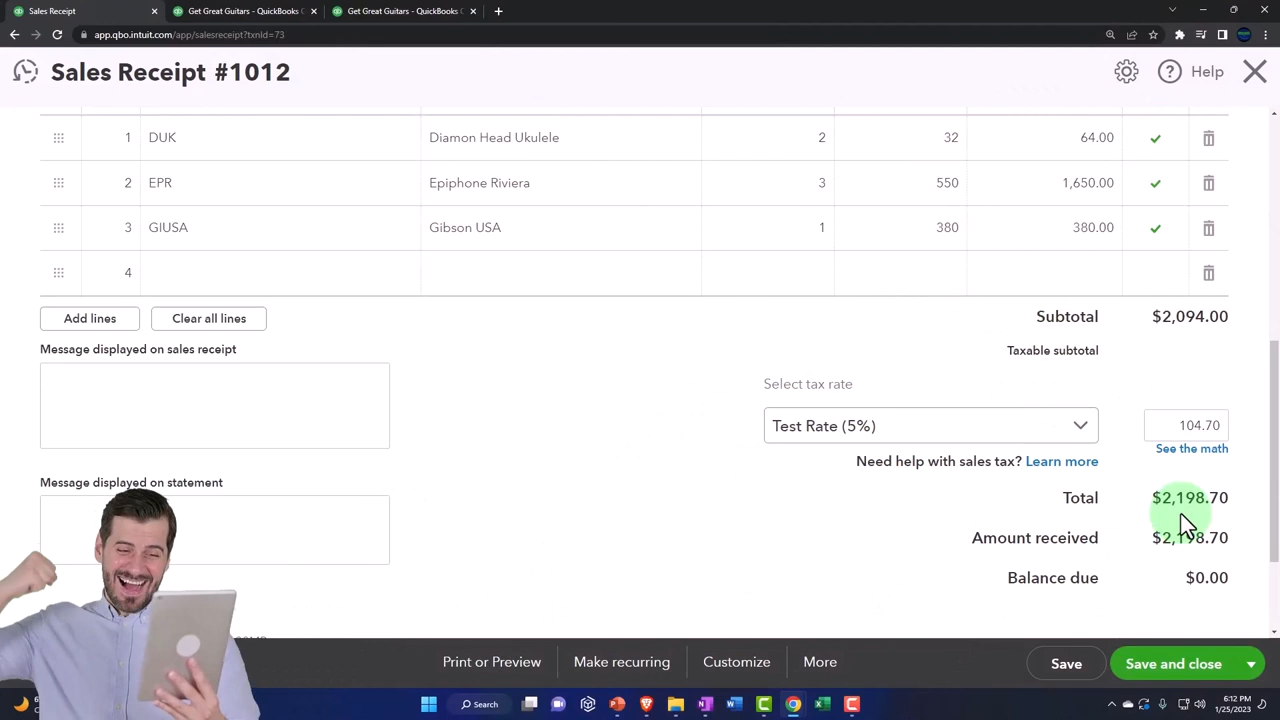 Sales Receipt
Get Great Guitars - QuickBooks O
Get Great Guitars - QuickBooks O
app.qbo.intuit.com/app/salesreceipt?txnId=73
Sales Receipt #1012
Help
1 DUK Diamon Head Ukulele 2 32 64.00
2 EPR Epiphone Riviera 3 550 1,650.00
3 GIUSA Gibson USA 1 380 380.00
4
Add lines Clear all lines
Subtotal $2,094.00
Message displayed on sales receipt
Taxable subtotal
Select tax rate
Test Rate (5%) 104.70
See the math
Need help with sales tax? Learn more
Message displayed on statement
Total $2,198.70
Amount received $2,198.70
Balance due $0.00
Print or Preview Make recurring Customize More Save Save and close
Search
6:12 PM
1/25/2023